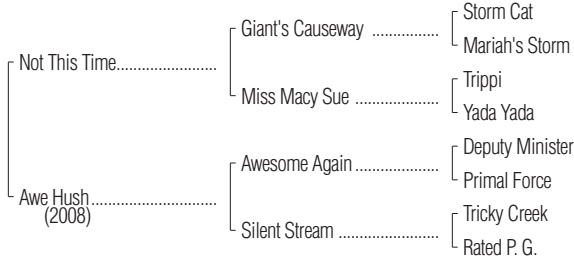 Storm Cat
Giant's Causeway ..................
Mariah's Storm
Not This Time........................
Trippi
Miss Macy Sue ....................
Yada Yada
Deputy Minister
Awesome Again....................
Primal Force
Awe Hush..............................
(2008)
Tricky Creek
Silent Stream ........................
Rated P. G.